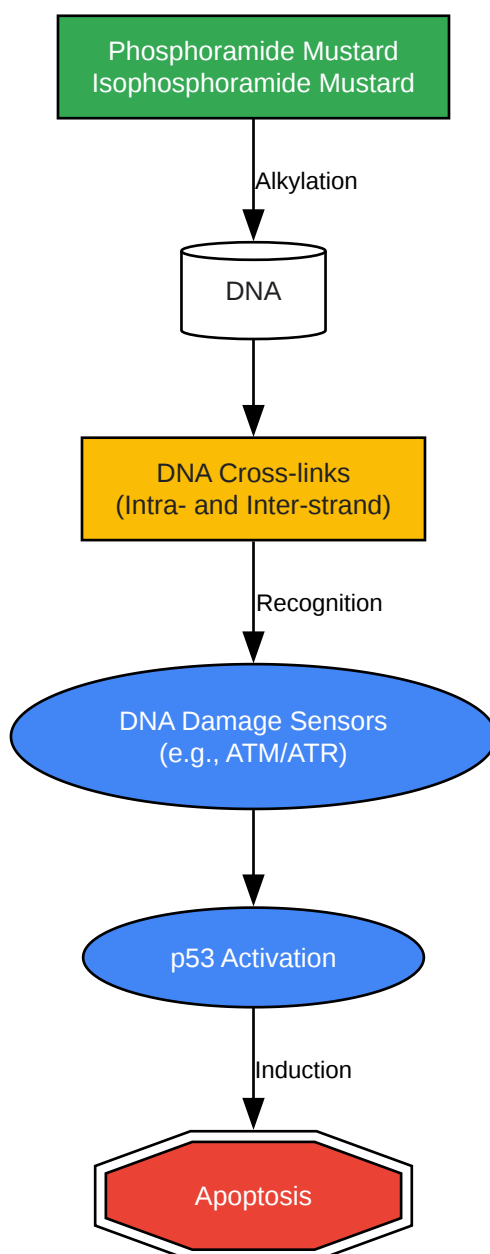 Phosphoramide Mustard
Isophosphoramide Mustard
Alkylation
DNA
DNA Cross-links
(Intra- and Inter-strand)
Recognition
DNA Damage Sensors
(e.g., ATM/ATR)
p53 Activation
Induction
Apoptosis